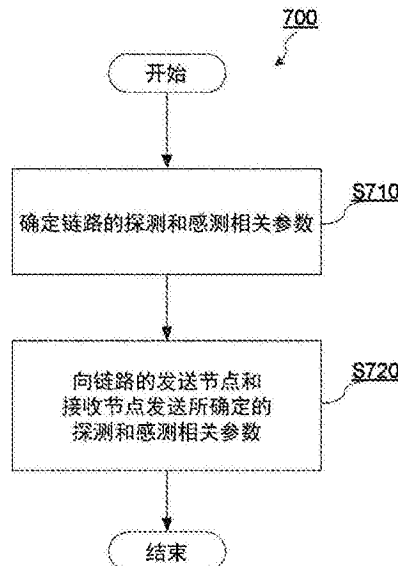 700
开始
S710
确定链路的探测和感测相关参数
S720
向链路的发送节点和
接收节点发送所确定的
探测和感测相关参数
结束